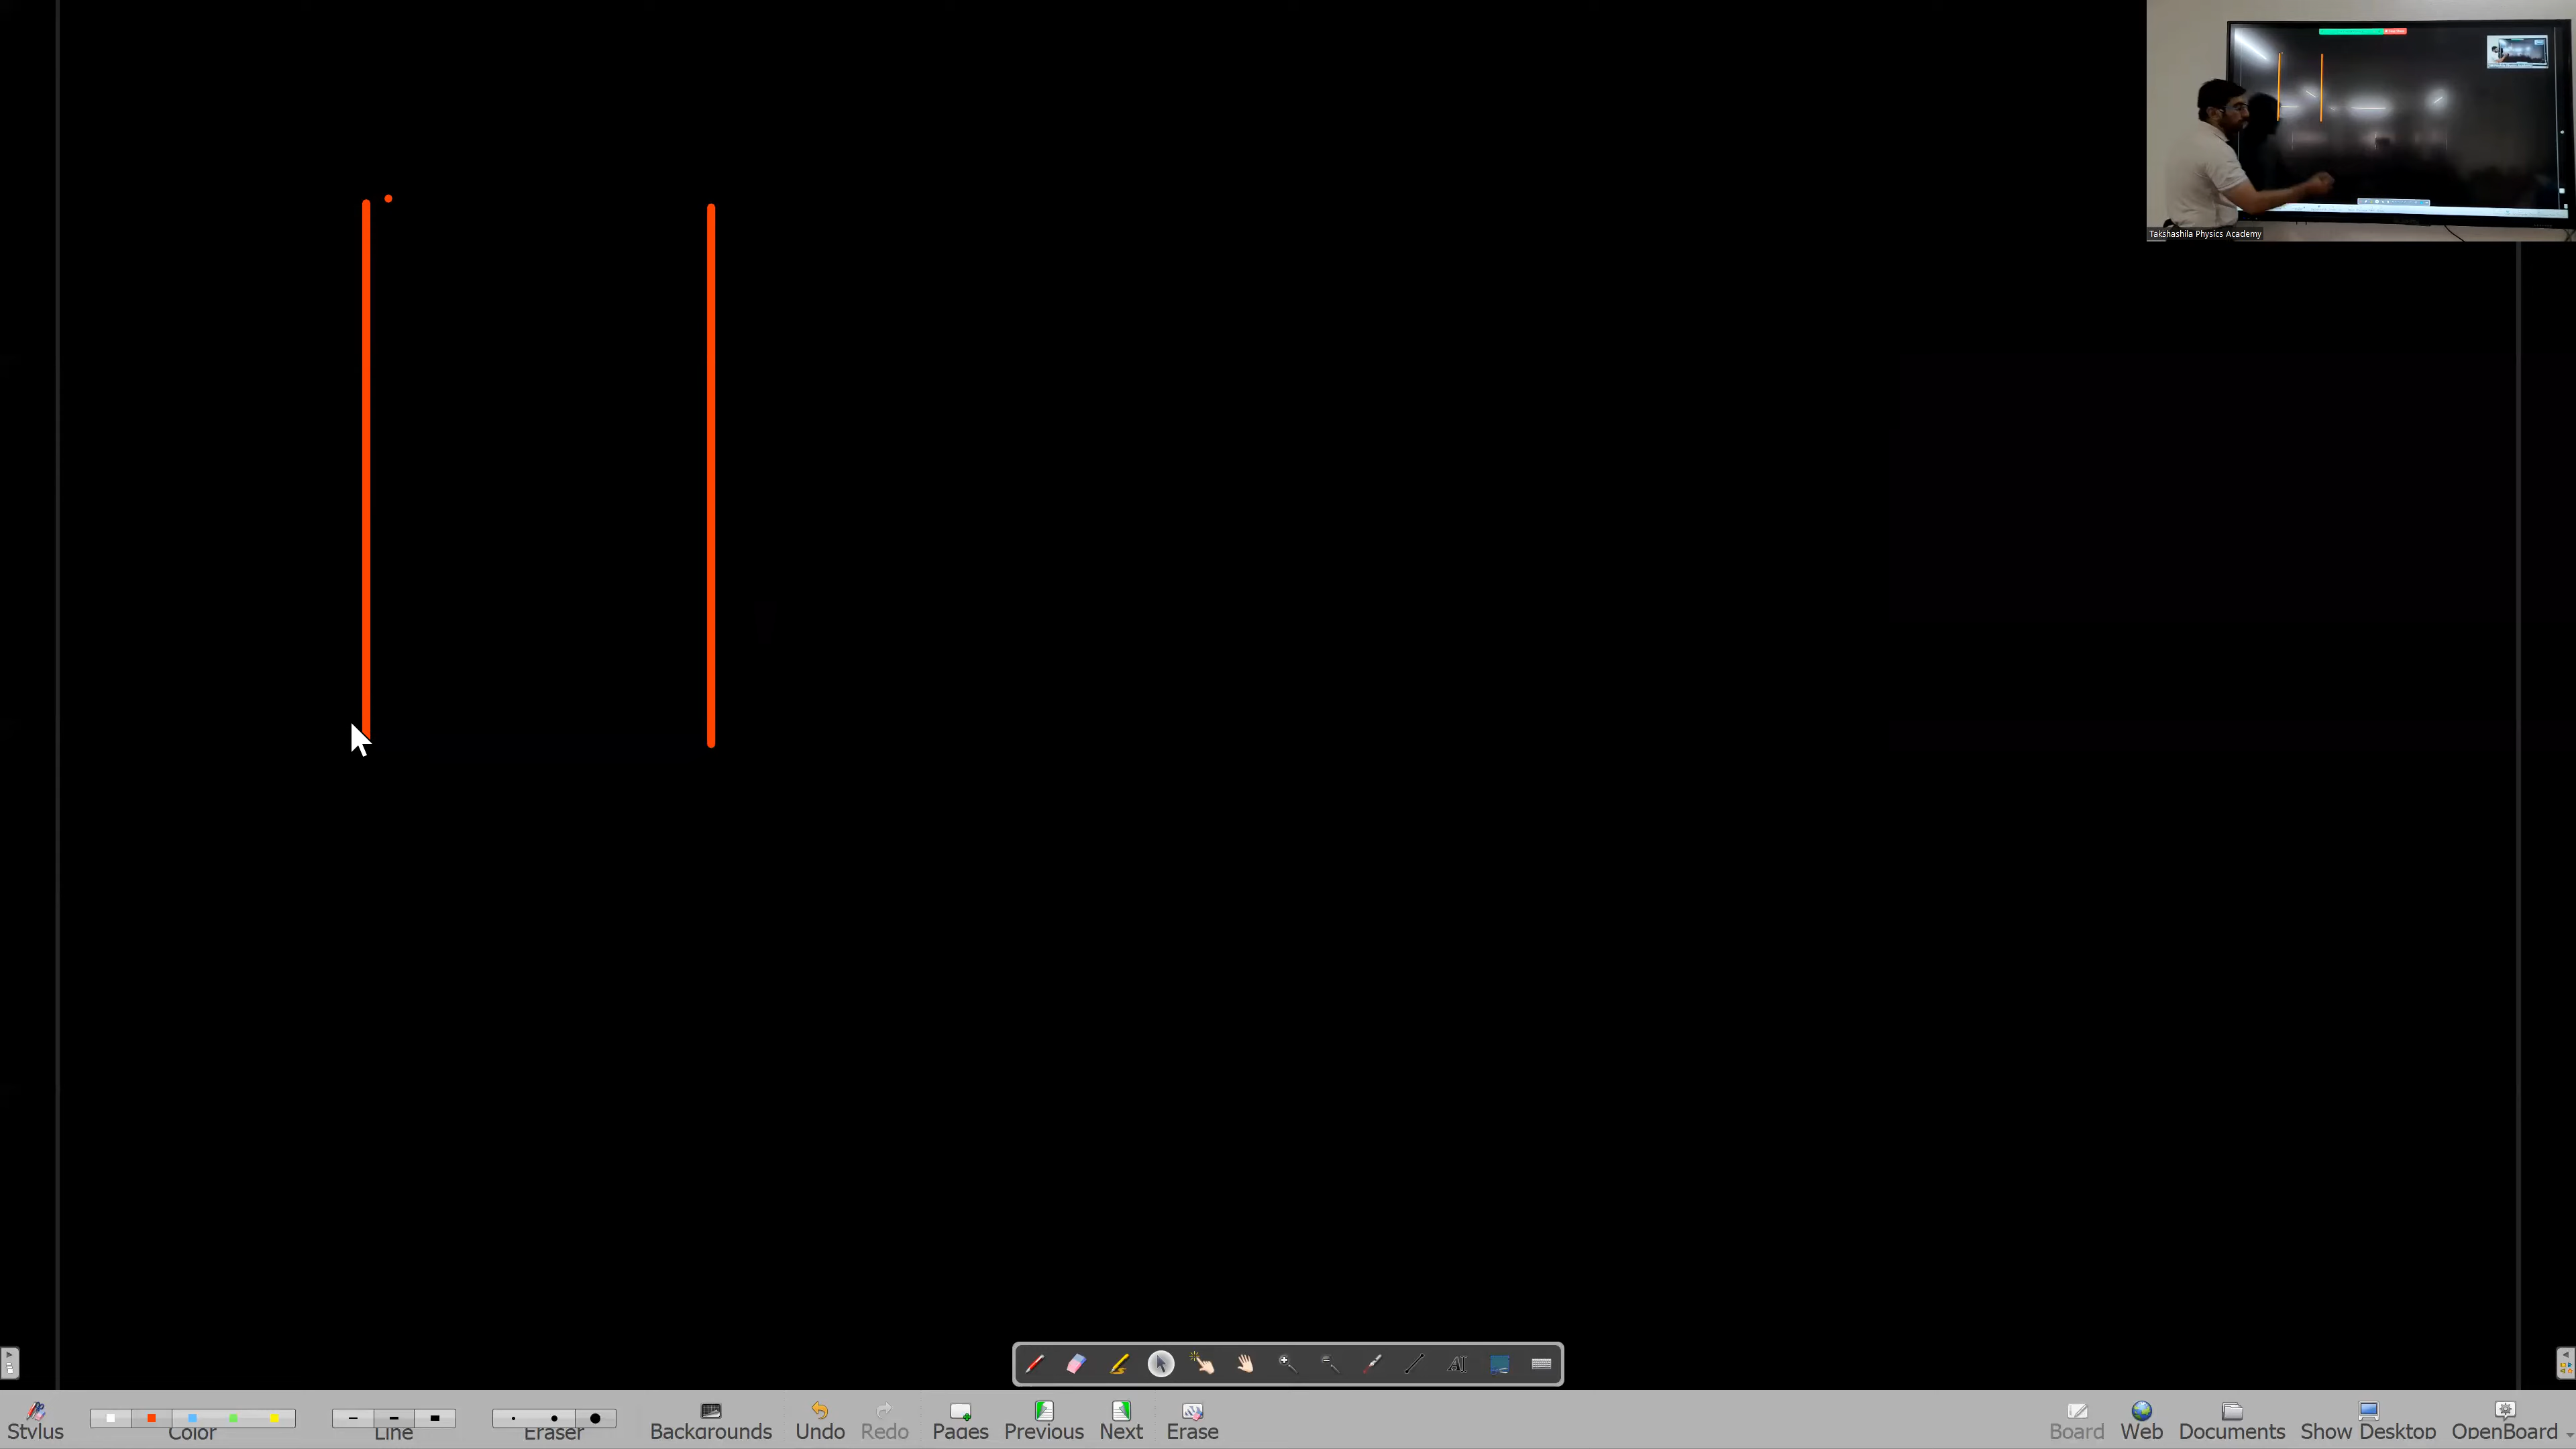 Takshashila Physics Academy
Stylus
Color
Line
Eraser
Backgrounds
Undo
Redo
Pages
Previous
Next
Erase
Board
Web
Documents
Show Desktop
OpenBoard
AI